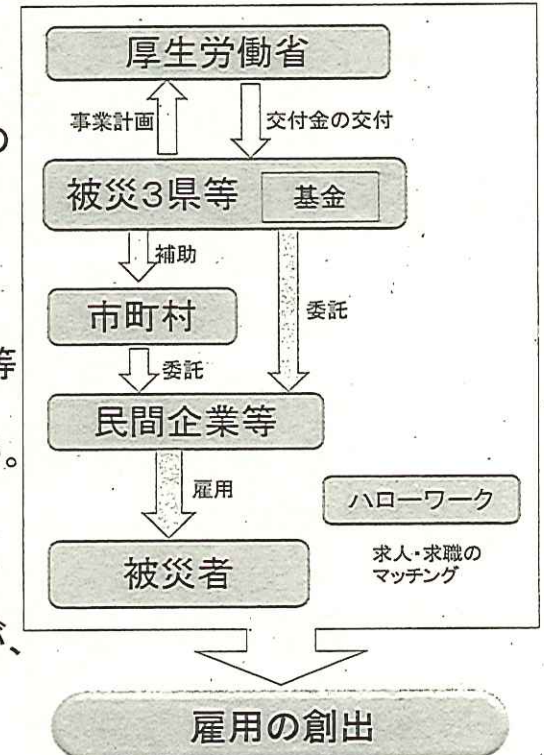 厚生労働省
事業計画
交付金の交付
の
被災3県等
基金
補助
市町村
委託
委託
等
民間企業等
。
雇用
ハローワーク
求人・求職の
マッチング
被災者
、
雇用の創出